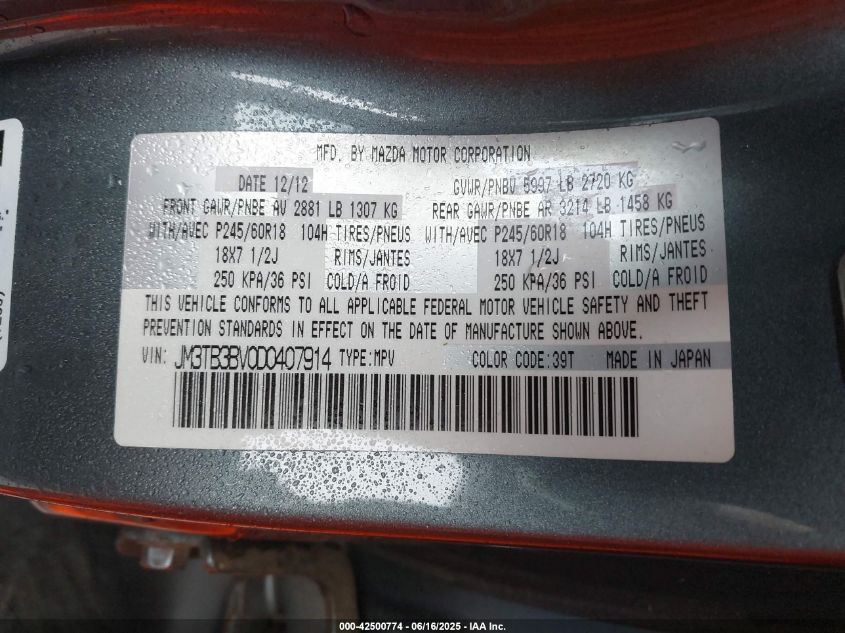 MFD. BY MAZDA MOTOR CORPORATION
DATE 12/12 GVWR/PNBV 5997 LB 2720 KG
FRONT GAWR/PNBE AV 2881 LB 1307 KG REAR GAWR/PNBE AR 3214 LB 1458 KG
WITH/AVEC P245/60R18 104H TIRES/PNEUS WITH/AVEC P245/60R18 104H TIRES/PNEUS
18X7 1/2J RIMS/JANTES 18X7 1/2J RIMS/JANTES
250 KPA/36 PSI COLD/A FROID 250 KPA/36 PSI COLD/A FROID
THIS VEHICLE CONFORMS TO ALL APPLICABLE FEDERAL MOTOR VEHICLE SAFETY AND THEFT
PREVENTION STANDARDS IN EFFECT ON THE DATE OF MANUFACTURE SHOWN ABOVE.
VIN: JM3TB3BV0D0407914 TYPE:MPV COLOR CODE:39T MADE IN JAPAN
000-42500774 - 06/16/2025 - IAA Inc.